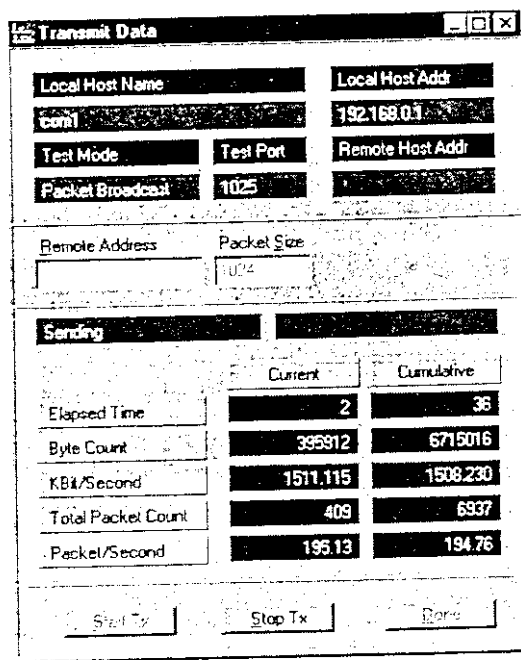 Transmit Data
Local Host Name Local Host Addr
com1 192.168.0.1
Test Mode Test Port Remote Host Addr
Packet Broadcast 1025
Remote Address Packet Size
1024
Sending
Current Cumulative
Elapsed Time 2 36
Byte Count 395912 6715016
KBit/Second 1511.115 1508.230
Total Packet Count 409 6937
Packet/Second 195.13 194.76
Start Tx Stop Tx Done